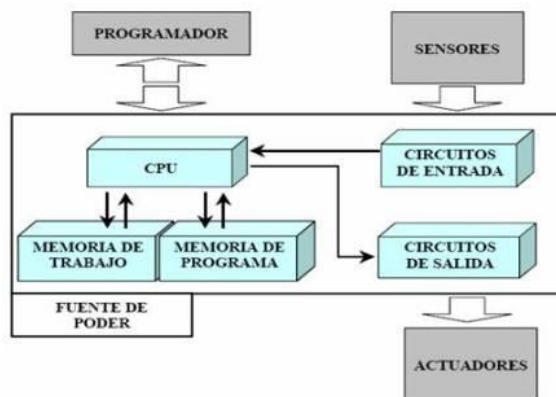 PROGRAMADOR
SENSORES
CPU
CIRCUITOS
DE ENTRADA
MEMORIA DE
TRABAJO
MEMORIA DE
PROGRAMA
CIRCUITOS
DE SALIDA
FUENTE DE
PODER
ACTUADORES